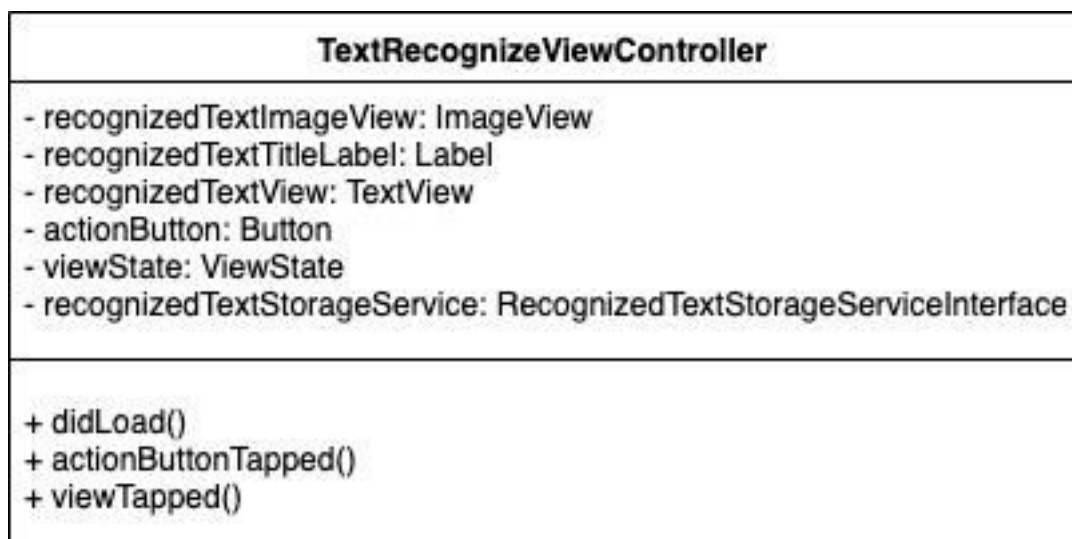 TextRecognizeViewController
- recognizedTextImageView: ImageView
- recognizedTextTitleLabel: Label
- recognizedTextView: TextView
- actionButton: Button
- viewState: ViewState
- recognizedTextStorageService: RecognizedTextStorageServiceInterface
+ didLoad()
+ actionButtonTapped()
+ viewTapped()